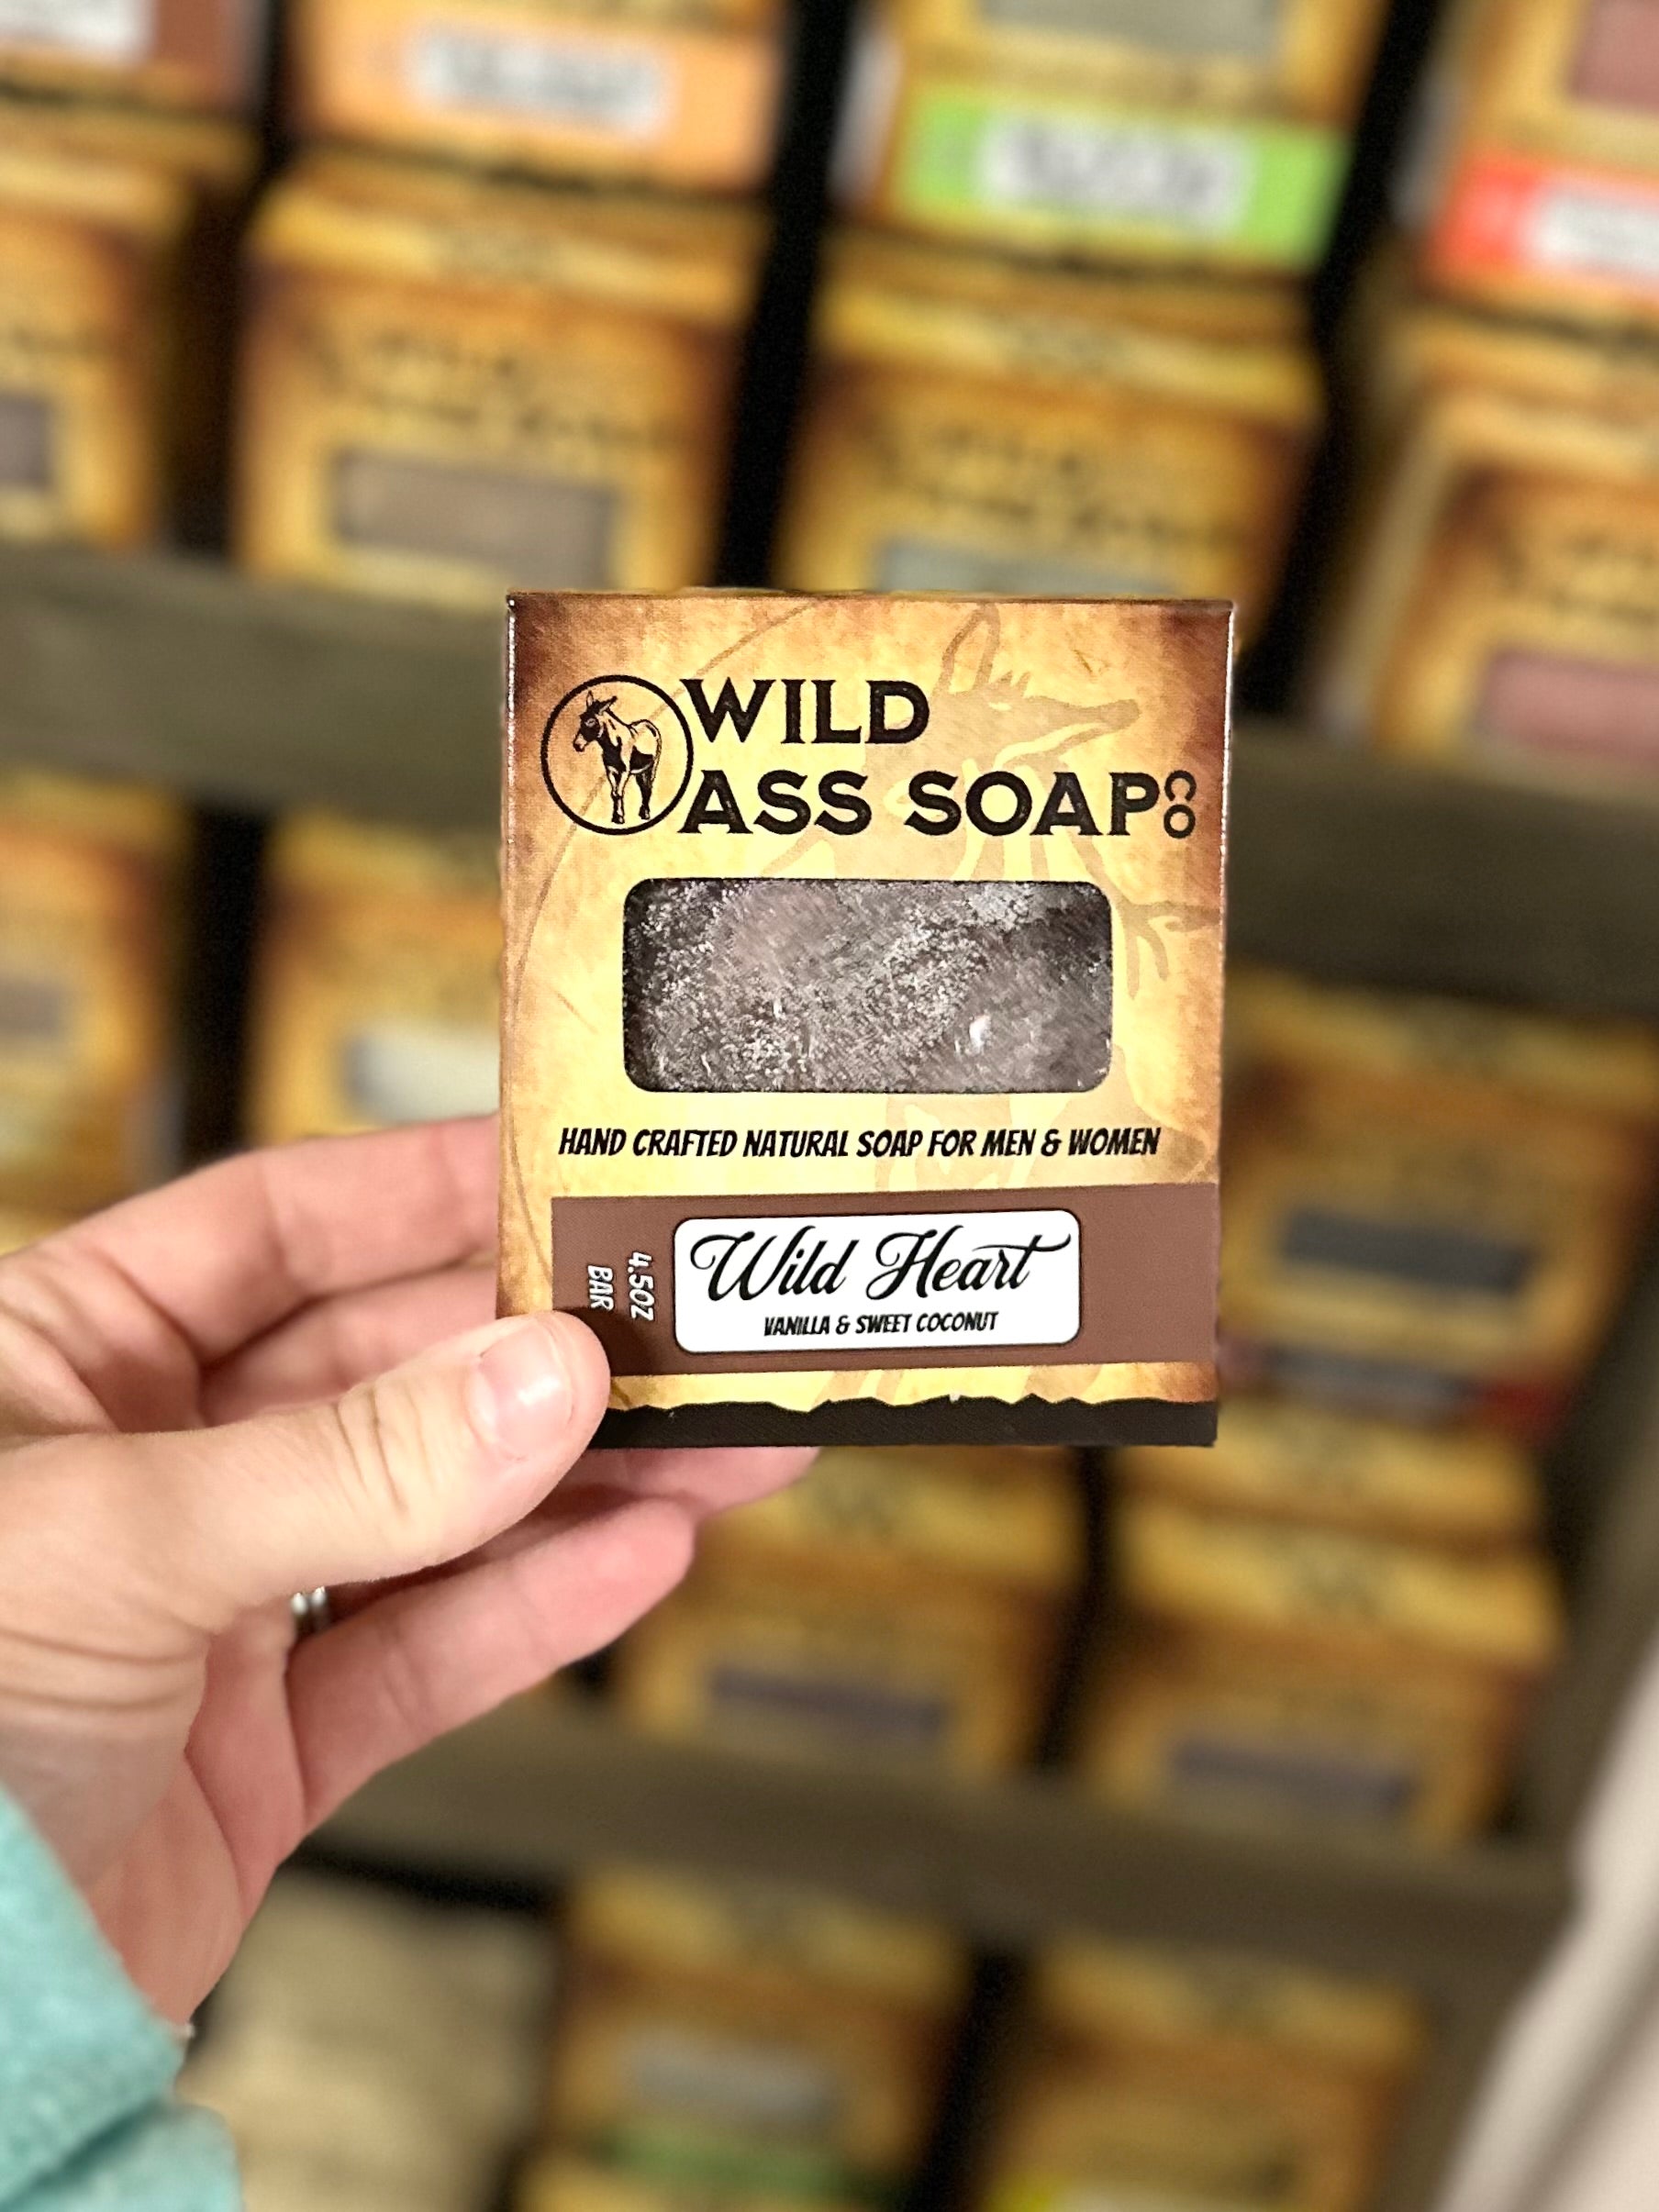 WILD
ASS SOAP CO
HAND CRAFTED NATURAL SOAP FOR MEN & WOMEN
4.5OZ
BAR
Wild Heart
VANILLA & SWEET COCONUT